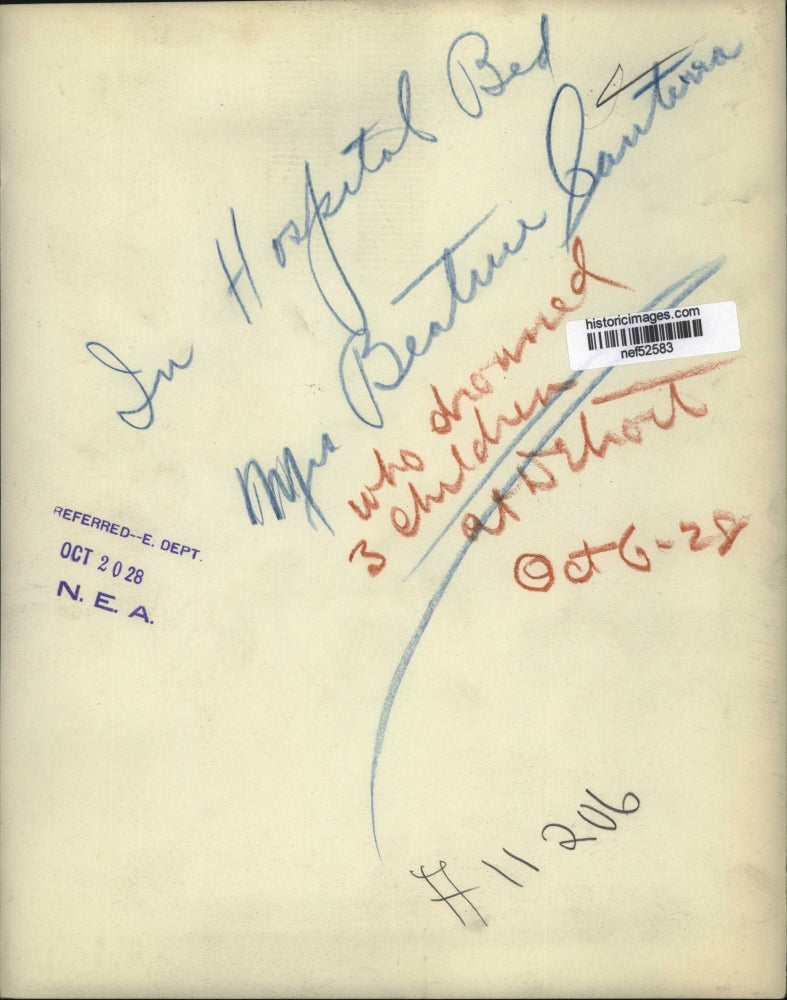 In Hospital Bed
Mrs Beatrice Canterra
who drowned
3 children
at Detroit
Oct 6-28
historicimages.com
nef52583
REFERRED--E. DEPT.
OCT 20 28
N. E. A.
# 11206